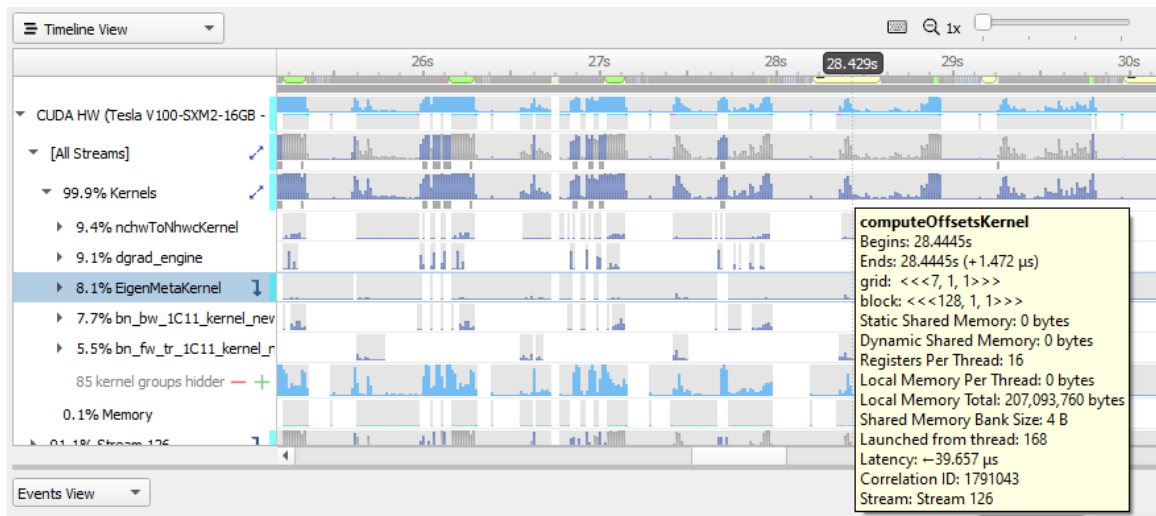 Timeline View
1x
26s 27s 28s 28.429s 29s 30s
CUDA HW (Tesla V100-SXM2-16GB -
[All Streams]
99.9% Kernels
9.4% nchwToNhwcKernel
9.1% dgrad_engine
8.1% EigenMetaKernel
7.7% bn_bw_1C11_kernel_new
5.5% bn_fw_tr_1C11_kernel_n
85 kernel groups hidden
0.1% Memory
91.1% Stream 126
computeOffsetsKernel
Begins: 28.4445s
Ends: 28.4445s (+1.472 μs)
grid: <<<7, 1, 1>>>
block: <<<128, 1, 1>>>
Static Shared Memory: 0 bytes
Dynamic Shared Memory: 0 bytes
Registers Per Thread: 16
Local Memory Per Thread: 0 bytes
Local Memory Total: 207,093,760 bytes
Shared Memory Bank Size: 4 B
Launched from thread: 168
Latency: ←39.657 μs
Correlation ID: 1791043
Stream: Stream 126
Events View